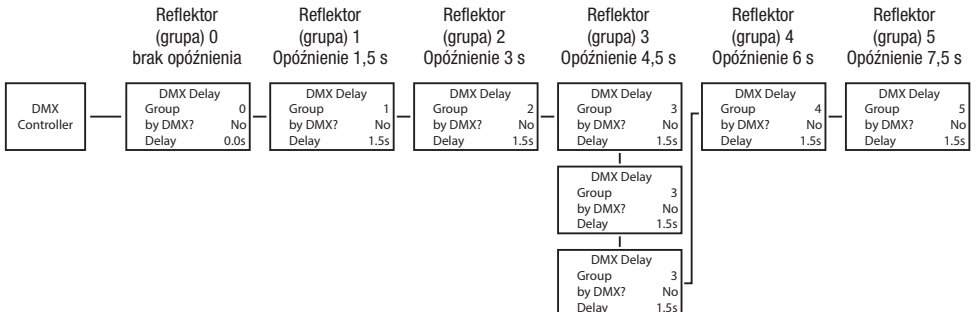 Reflektor
(grupa) 0
brak opóźnienia
Reflektor
(grupa) 1
Opóźnienie 1,5 s
Reflektor
(grupa) 2
Opóźnienie 3 s
Reflektor
(grupa) 3
Opóźnienie 4,5 s
Reflektor
(grupa) 4
Opóźnienie 6 s
Reflektor
(grupa) 5
Opóźnienie 7,5 s
DMX
Controller
DMX Delay
Group 0
by DMX? No
Delay 0.0s
DMX Delay
Group 1
by DMX? No
Delay 1.5s
DMX Delay
Group 2
by DMX? No
Delay 1.5s
DMX Delay
Group 3
by DMX? No
Delay 1.5s
DMX Delay
Group 3
by DMX? No
Delay 1.5s
DMX Delay
Group 3
by DMX? No
Delay 1.5s
DMX Delay
Group 4
by DMX? No
Delay 1.5s
DMX Delay
Group 5
by DMX? No
Delay 1.5s